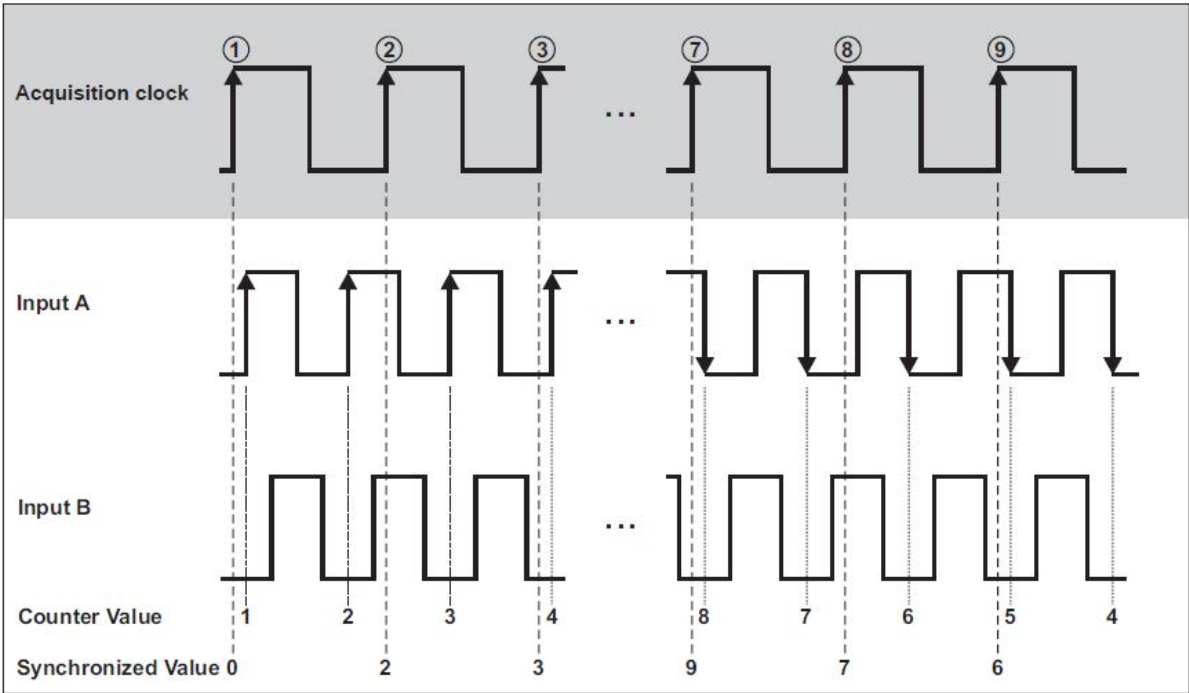 ① ② ③ ⑦ ⑧ ⑨
Acquisition clock
...
Input A
...
Input B
...
Counter Value 1 2 3 4 8 7 6 5 4
Synchronized Value 0 2 3 9 7 6